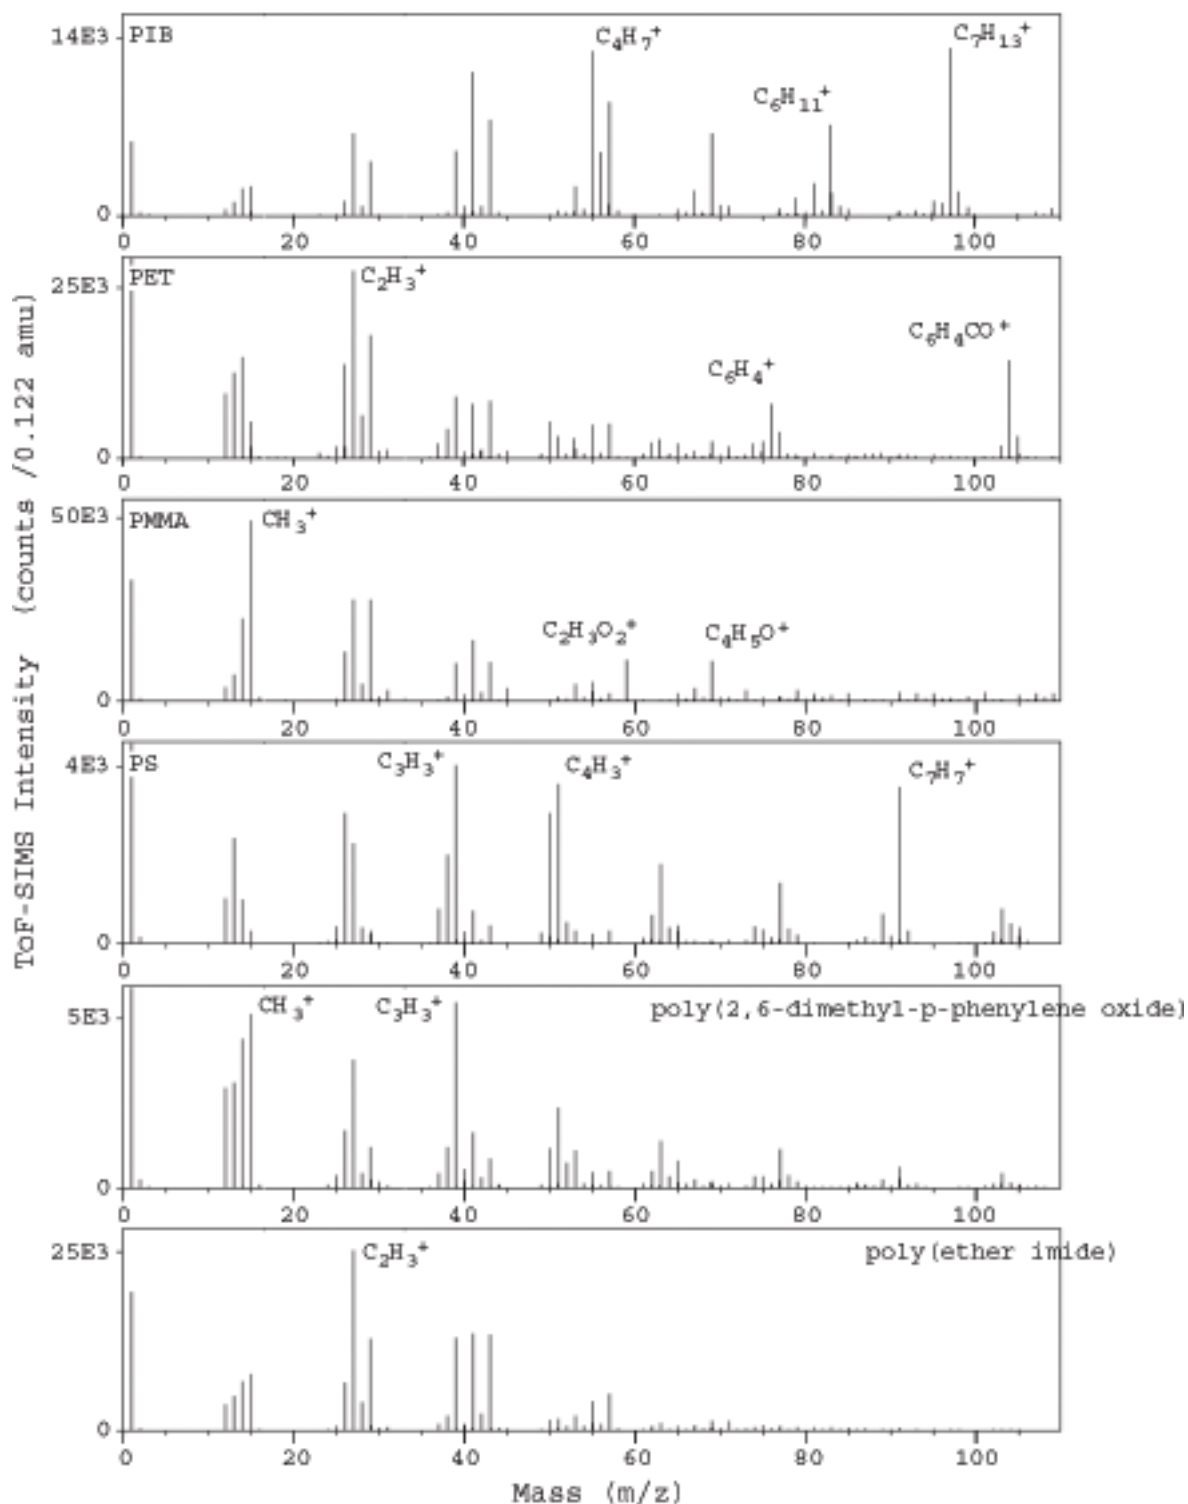 ToF-SIMS Intensity (counts /0.122 amu)
14E3
PIB
C₄H₇⁺
C₇H₁₃⁺
C₆H₁₁⁺
0
0 20 40 60 80 100
25E3
PET
C₂H₃⁺
C₆H₄CO⁺
C₆H₄⁺
0
0 20 40 60 80 100
50E3
PMMA
CH₃⁺
C₂H₃O₂⁺
C₄H₅O⁺
0
0 20 40 60 80 100
4E3
PS
C₃H₃⁺
C₄H₃⁺
C₇H₇⁺
0
0 20 40 60 80 100
5E3
CH₃⁺
C₃H₃⁺
poly(2,6-dimethyl-p-phenylene oxide)
0
0 20 40 60 80 100
25E3
C₂H₃⁺
poly(ether imide)
0
0 20 40 60 80 100
Mass (m/z)